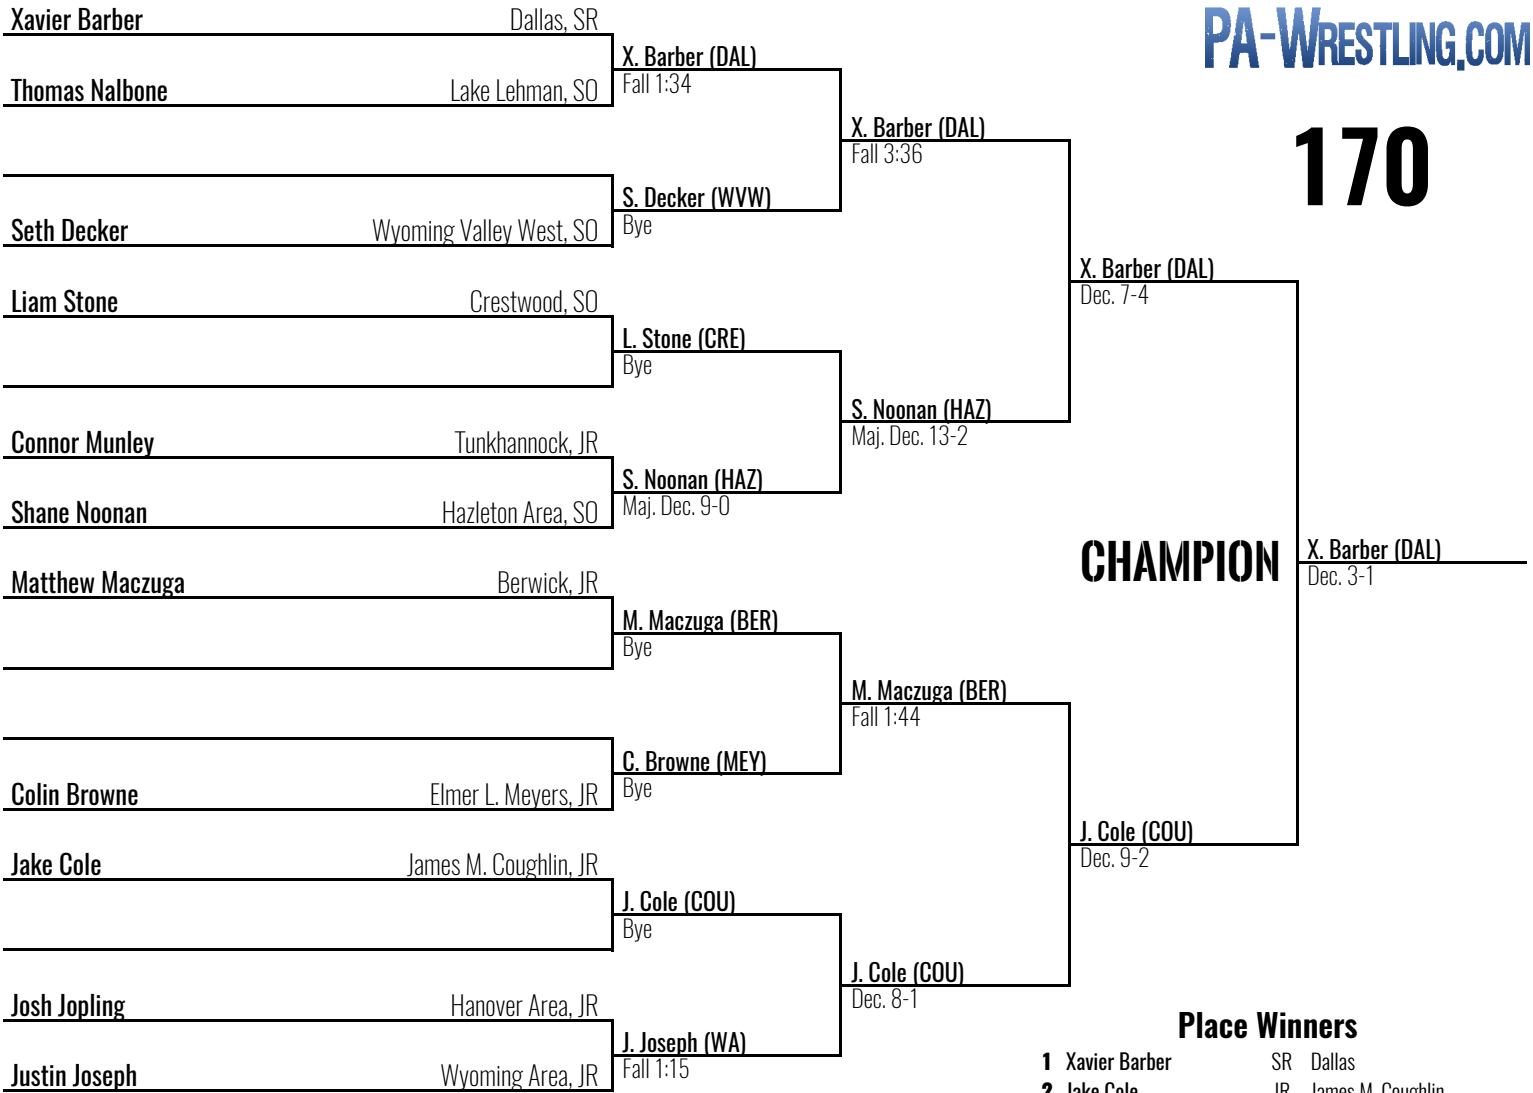 Xavier Barber Dallas, SR
Thomas Nalbone Lake Lehman, SO
Seth Decker Wyoming Valley West, SO
Liam Stone Crestwood, SO
Connor Munley Tunkhannock, JR
Shane Noonan Hazleton Area, SO
Matthew Maczuga Berwick, JR
Colin Browne Elmer L. Meyers, JR
Jake Cole James M. Coughlin, JR
Josh Jopling Hanover Area, JR
Justin Joseph Wyoming Area, JR
X. Barber (DAL)
Fall 1:34
S. Decker (WVW)
Bye
L. Stone (CRE)
Bye
S. Noonan (HAZ)
Maj. Dec. 9-0
M. Maczuga (BER)
Bye
C. Browne (MEY)
Bye
J. Cole (COU)
Bye
J. Joseph (WA)
Fall 1:15
X. Barber (DAL)
Fall 3:36
S. Noonan (HAZ)
Maj. Dec. 13-2
M. Maczuga (BER)
Fall 1:44
J. Cole (COU)
Dec. 8-1
X. Barber (DAL)
Dec. 7-4
J. Cole (COU)
Dec. 9-2
CHAMPION
X. Barber (DAL)
Dec. 3-1
PA-WRESTLING.COM
170
Place Winners
1 Xavier Barber SR Dallas
2 Jake Cole JR James M. Coughlin